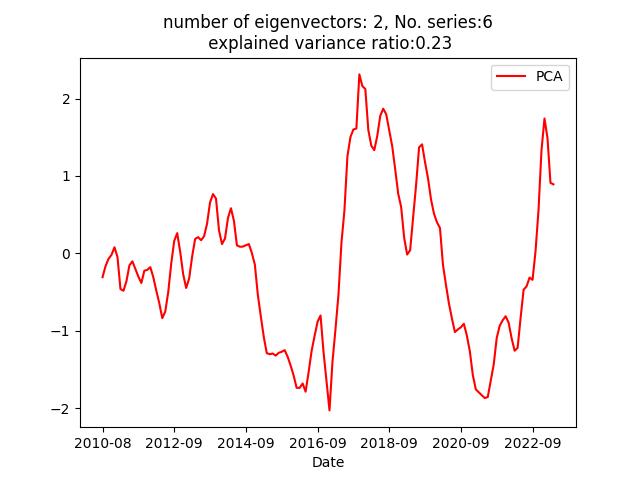 number of eigenvectors: 2, No. series:6
explained variance ratio:0.23
PCA
2
1
0
−1
−2
2010-08 2012-09 2014-09 2016-09 2018-09 2020-09 2022-09
Date